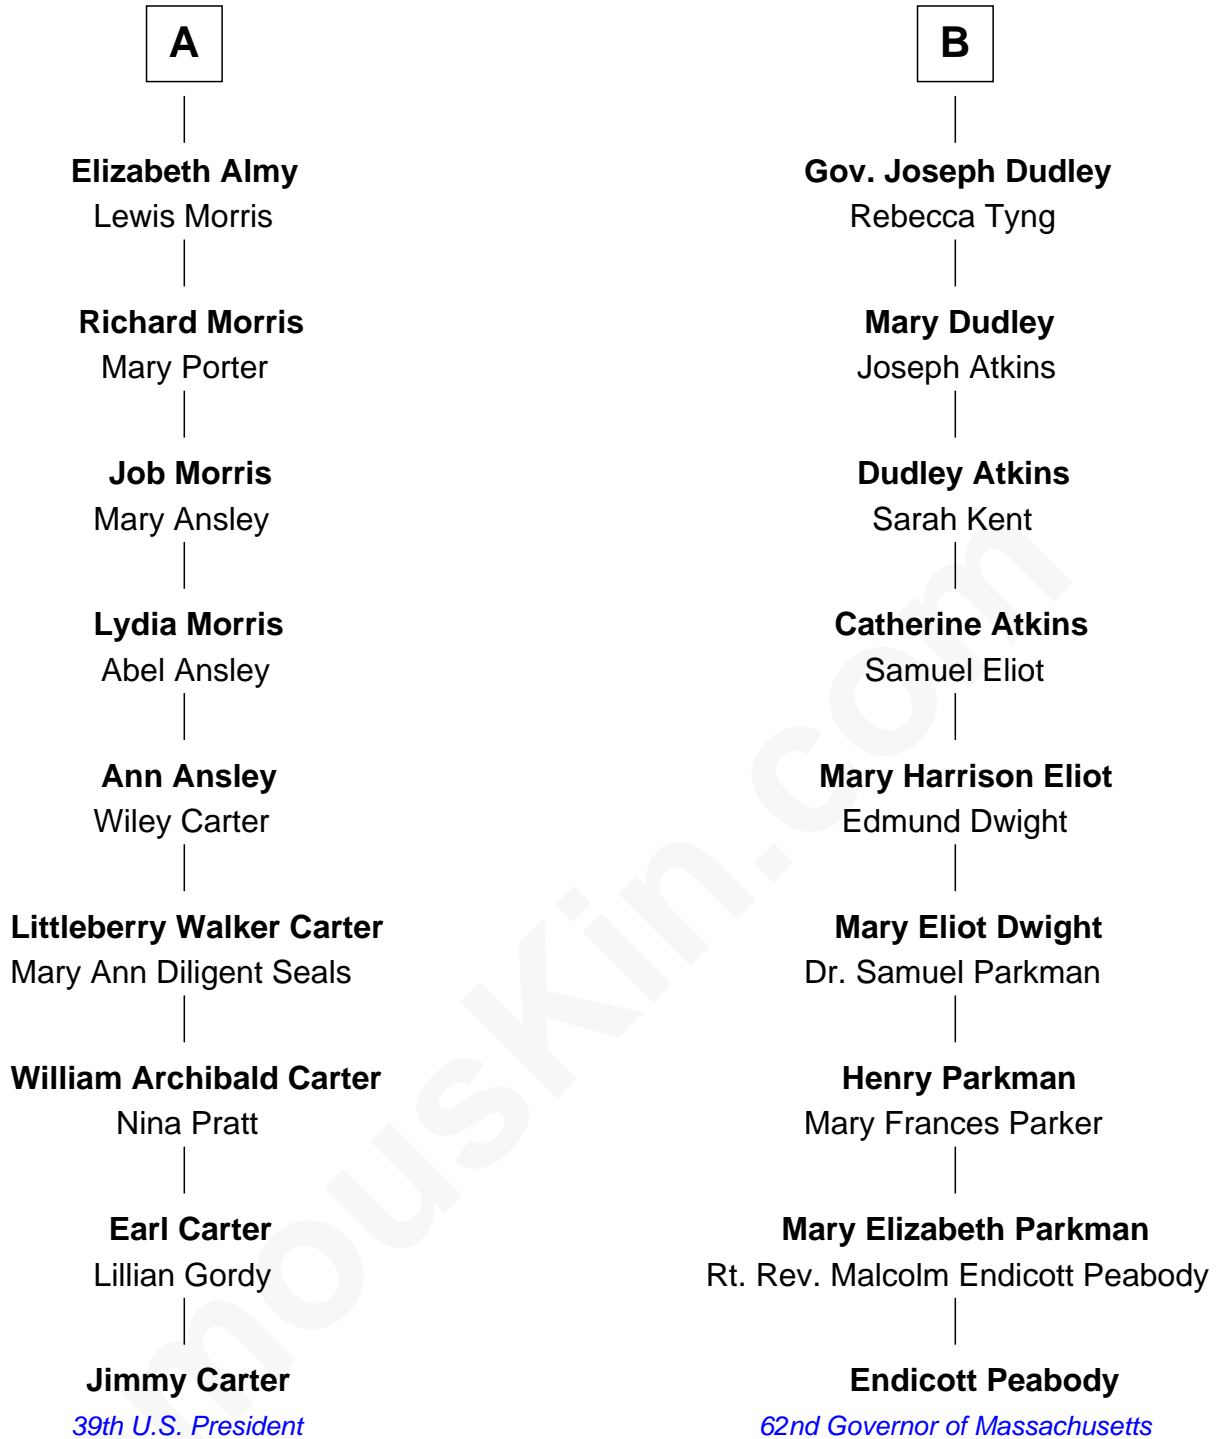 A
Elizabeth Almy
Lewis Morris
Richard Morris
Mary Porter
Job Morris
Mary Ansley
Lydia Morris
Abel Ansley
Ann Ansley
Wiley Carter
Littleberry Walker Carter
Mary Ann Diligent Seals
William Archibald Carter
Nina Pratt
Earl Carter
Lillian Gordy
Jimmy Carter
39th U.S. President
B
Gov. Joseph Dudley
Rebecca Tyng
Mary Dudley
Joseph Atkins
Dudley Atkins
Sarah Kent
Catherine Atkins
Samuel Eliot
Mary Harrison Eliot
Edmund Dwight
Mary Eliot Dwight
Dr. Samuel Parkman
Henry Parkman
Mary Frances Parker
Mary Elizabeth Parkman
Rt. Rev. Malcolm Endicott Peabody
Endicott Peabody
62nd Governor of Massachusetts
mousKin.com